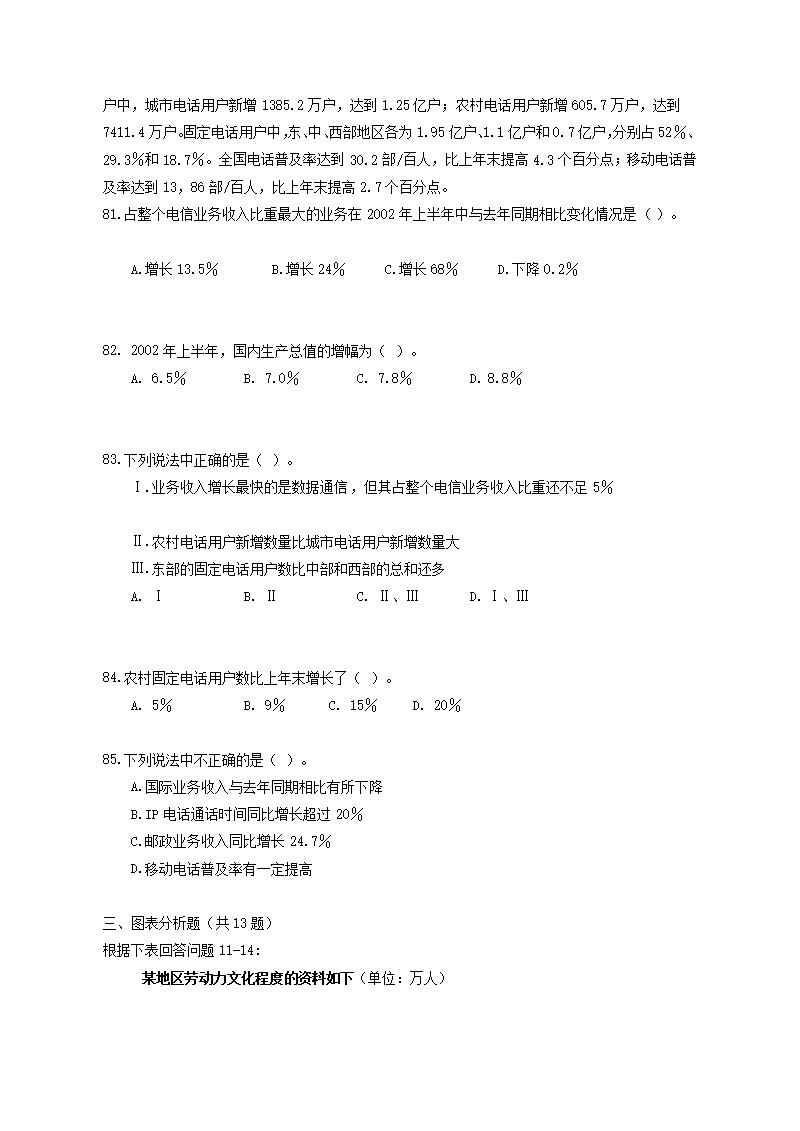 户中，城市电话用户新增 1385.2 万户，达到 1.25 亿户；农村电话用户新增 605.7 万户，达到
7411.4 万户。固定电话用户中，东、中、西部地区各为 1.95 亿户、1.1 亿户和 0.7 亿户，分别占 52％、
29.3％和 18.7％。全国电话普及率达到 30.2 部/百人，比上年末提高 4.3 个百分点；移动电话普
及率达到 13，86 部/百人，比上年末提高 2.7 个百分点。
81.占整个电信业务收入比重最大的业务在 2002 年上半年中与去年同期相比变化情况是（ ）。
A.增长 13.5％ B.增长 24％ C.增长 68％ D.下降 0.2％
82. 2002 年上半年，国内生产总值的增幅为（ ）。
A. 6.5％ B. 7.0％ C. 7.8％ D. 8.8％
83.下列说法中正确的是（ ）。
Ⅰ.业务收入增长最快的是数据通信，但其占整个电信业务收入比重还不足 5％
Ⅱ.农村电话用户新增数量比城市电话用户新增数量大
Ⅲ.东部的固定电话用户数比中部和西部的总和还多
A. Ⅰ B. Ⅱ C. Ⅱ、Ⅲ D. Ⅰ、Ⅲ
84.农村固定电话用户数比上年末增长了（ ）。
A. 5％ B. 9％ C. 15％ D. 20％
85.下列说法中不正确的是（ ）。
A.国际业务收入与去年同期相比有所下降
B.IP 电话通话时间同比增长超过 20％
C.邮政业务收入同比增长 24.7％
D.移动电话普及率有一定提高
三、图表分析题（共 13 题）
根据下表回答问题 11-14:
某地区劳动力文化程度的资料如下（单位：万人）